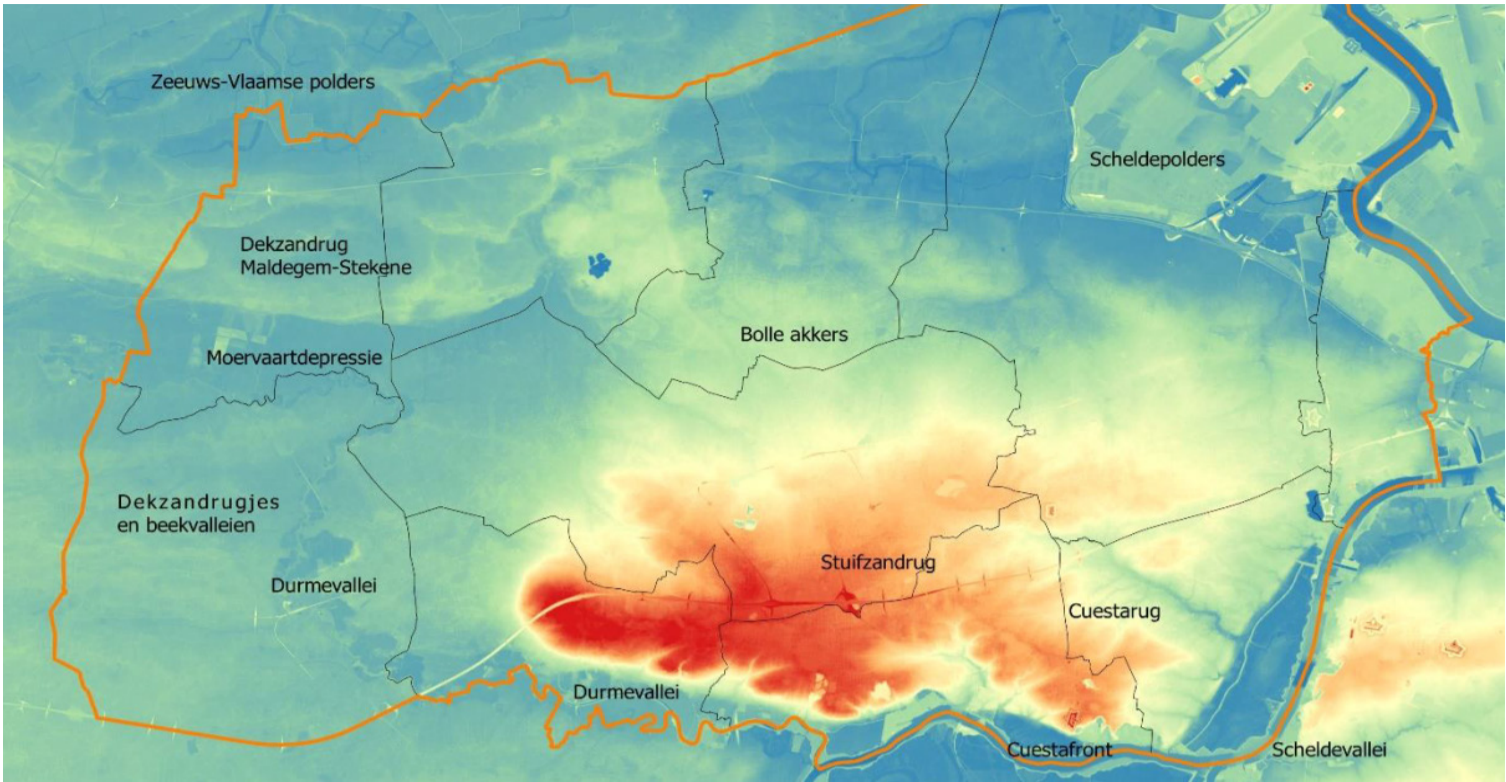 Zeeuws-Vlaamse polders
Scheldepolders
Dekzandrug
Maldegem-Stekene
Bolle akkers
Moervaartdepressie
Dekzandrugjes
en beekvalleien
Stuifzandrug
Durmevallei
Cuestarug
Durmevallei
Cuestafront
Scheldevallei